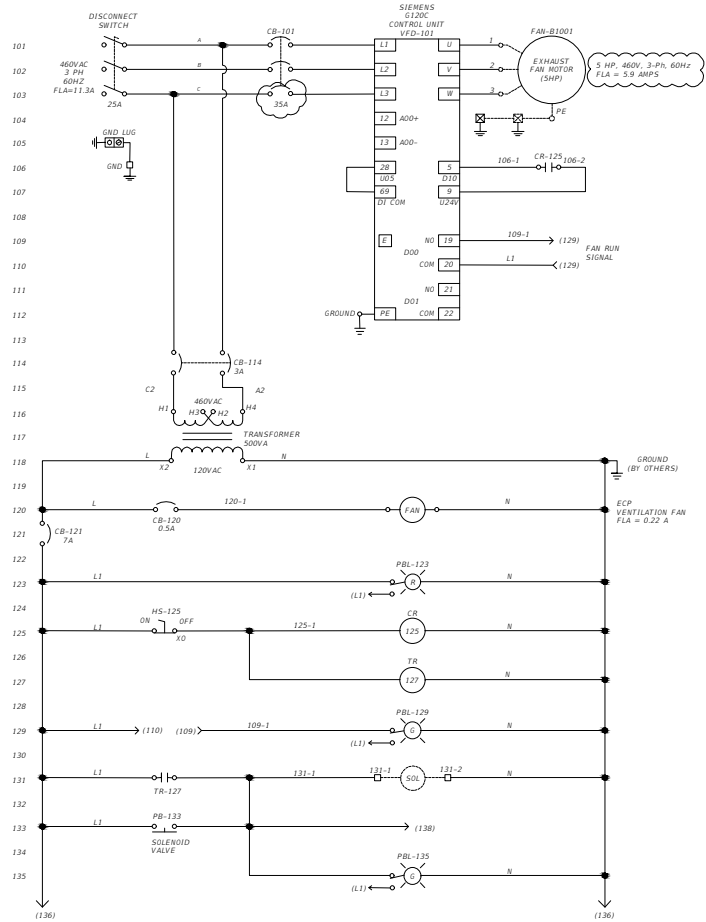 SIEMENS
G120C
CONTROL UNIT
VFD-101
DISCONNECT
SWITCH
CB-101
FAN-B1001
101
A
L1
U
1
102
460VAC
3 PH
60HZ
FLA=11.3A
B
L2
V
2
EXHAUST
FAN MOTOR
(5HP)
5 HP, 460V, 3-Ph, 60Hz
FLA = 5.9 AMPS
103
C
L3
W
3
25A
35A
PE
104
12
AO0+
105
GND LUG
13
AO0-
106
GND
28
5
106-1
CR-125
106-2
UO5
D10
107
69
9
DI COM
U24V
108
109
E
NO
19
109-1
(129)
DO0
FAN RUN
SIGNAL
110
COM
20
L1
(129)
111
NO
21
DO1
112
GROUND
PE
COM
22
113
114
CB-114
3A
115
C2
A2
460VAC
116
H1
H3
H2
H4
117
TRANSFORMER
500VA
118
L
X2
120VAC
X1
N
GROUND
(BY OTHERS)
119
120
L
120-1
FAN
N
ECP
VENTILATION FAN
FLA = 0.22 A
CB-120
0.5A
121
CB-121
7A
122
123
L1
PBL-123
R
N
(L1)
124
HS-125
CR
125
L1
ON
OFF
XO
125-1
125
N
126
TR
127
127
N
128
129
L1
(110)
(109)
109-1
PBL-129
G
N
(L1)
130
131
L1
131-1
131-1
SOL
131-2
N
TR-127
132
133
L1
PB-133
(138)
SOLENOID
VALVE
134
135
PBL-135
G
N
(L1)
(136)
(136)